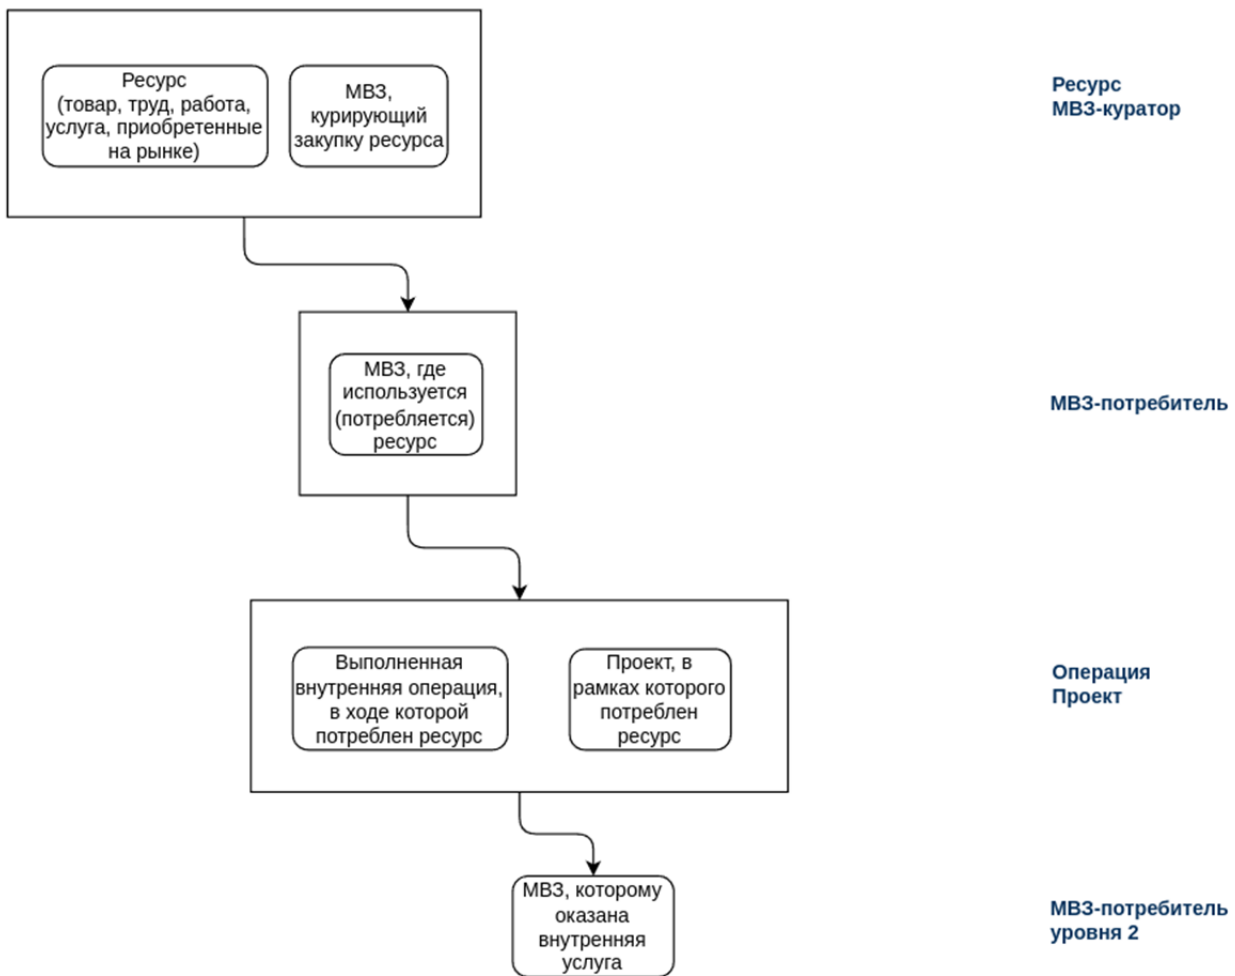 Ресурс
(товар, труд, работа,
услуга, приобретенные
на рынке)
МВЗ,
курирующий
закупку ресурса
Ресурс
МВЗ-куратор
МВЗ, где
используется
(потребляется)
ресурс
МВЗ-потребитель
Выполненная
внутренняя операция,
в ходе которой
потреблен ресурс
Проект, в
рамках которого
потреблен
ресурс
Операция
Проект
МВЗ, которому
оказана
внутренняя
услуга
МВЗ-потребитель
уровня 2